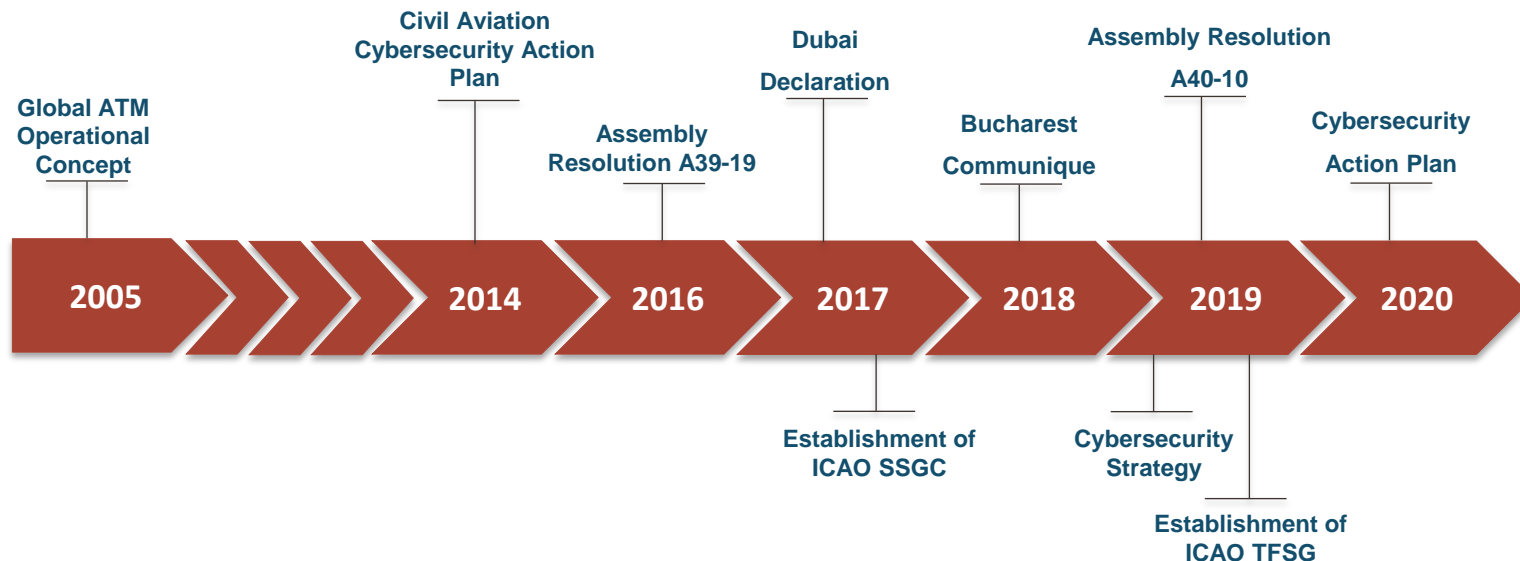 Global ATM
Operational
Concept
Civil Aviation
Cybersecurity Action
Plan
Assembly
Resolution A39-19
Dubai
Declaration
Bucharest
Communique
Assembly Resolution
A40-10
Cybersecurity
Action Plan
2005
2014
2016
2017
2018
2019
2020
Establishment of
ICAO SSGC
Cybersecurity
Strategy
Establishment of
ICAO TFSG